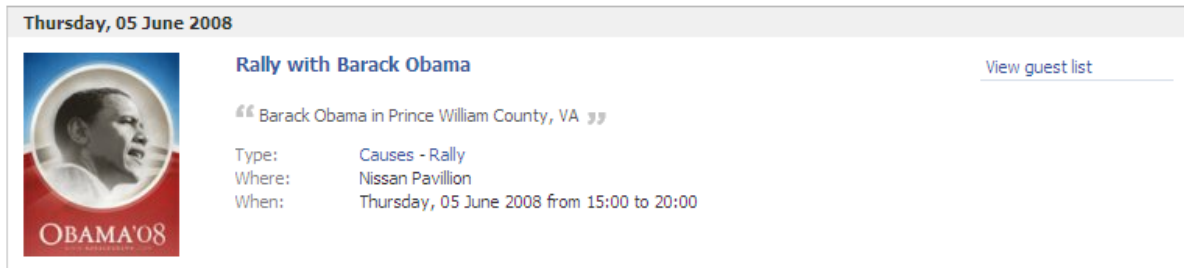 Thursday, 05 June 2008
Rally with Barack Obama
View guest list
“ Barack Obama in Prince William County, VA ”
Type: Causes - Rally
Where: Nissan Pavillion
When: Thursday, 05 June 2008 from 15:00 to 20:00
OBAMA'08